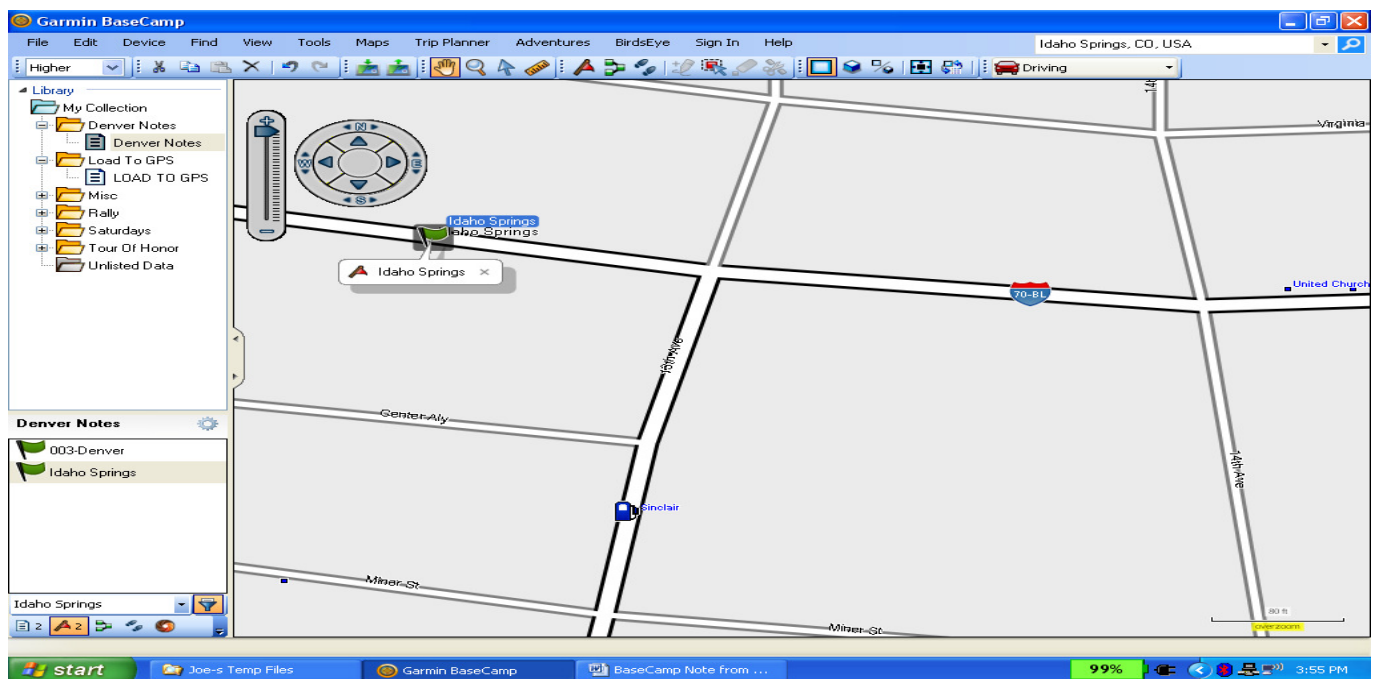 Garmin BaseCamp
File Edit Device Find View Tools Maps Trip Planner Adventures BirdsEye Sign In Help Idaho Springs, CO, USA
Higher Driving
Library
My Collection
Denver Notes
Denver Notes
Load To GPS
LOAD TO GPS
Misc
Rally
Saturdays
Tour Of Honor
Unlisted Data
Denver Notes
003-Denver
Idaho Springs
Idaho Springs
2 2
N
W E
S
Idaho Springs
Idaho Springs
Idaho Springs
Virginia
70-BL
United Church
13th Ave
Center Aly
14th Ave
Sinclair
Miner St
Miner St
80 ft
overzoom
start Joe-s Temp Files Garmin BaseCamp BaseCamp Note from ... 99% 3:55 PM